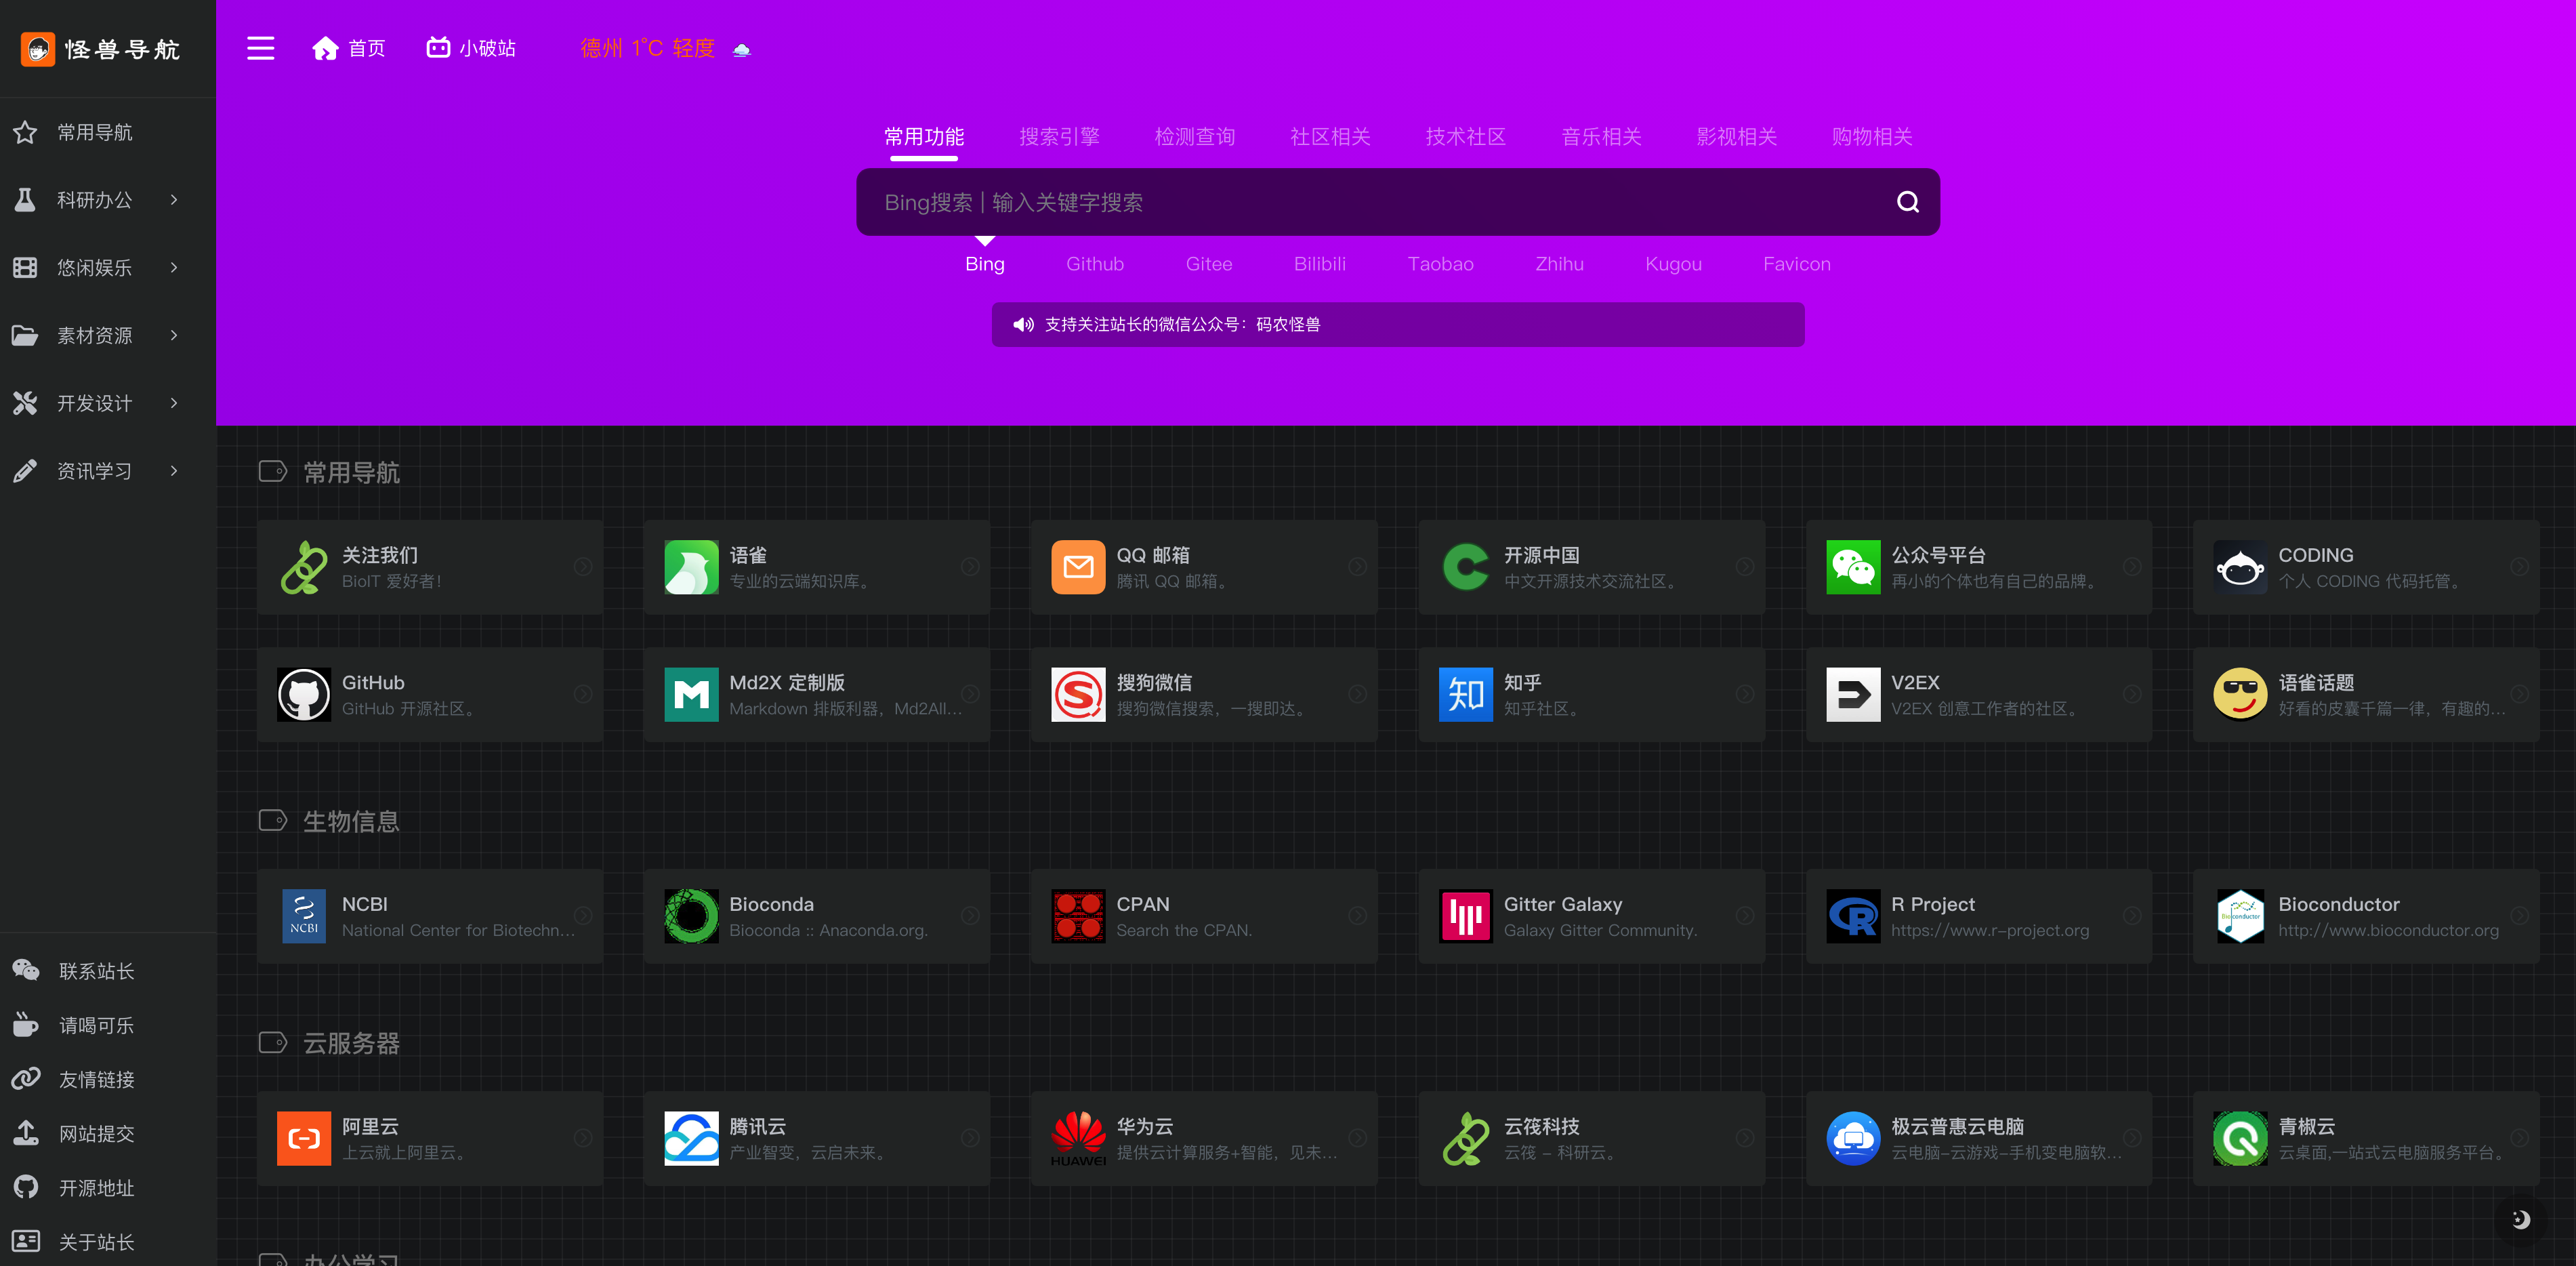 怪兽导航
首页
小破站
德州 1℃ 轻度
常用导航
科研办公
悠闲娱乐
素材资源
开发设计
资讯学习
常用功能
搜索引擎
检测查询
社区相关
技术社区
音乐相关
影视相关
购物相关
Bing搜索 | 输入关键字搜索
Bing
Github
Gitee
Bilibili
Taobao
Zhihu
Kugou
Favicon
支持关注站长的微信公众号：码农怪兽
常用导航
关注我们
BioIT 爱好者！
语雀
专业的云端知识库。
QQ 邮箱
腾讯 QQ 邮箱。
开源中国
中文开源技术交流社区。
公众号平台
再小的个体也有自己的品牌。
CODING
个人 CODING 代码托管。
GitHub
GitHub 开源社区。
Md2X 定制版
Markdown 排版利器，Md2All...
搜狗微信
搜狗微信搜索，一搜即达。
知
知乎
知乎社区。
V2EX
V2EX 创意工作者的社区。
语雀话题
好看的皮囊千篇一律，有趣的...
生物信息
NCBI
NCBI
National Center for Biotechn...
Bioconda
Bioconda :: Anaconda.org.
CPAN
Search the CPAN.
Gitter Galaxy
Galaxy Gitter Community.
R Project
https://www.r-project.org
Bioconductor
Bioconductor
http://www.bioconductor.org
云服务器
阿里云
上云就上阿里云。
腾讯云
产业智变，云启未来。
HUAWEI
华为云
提供云计算服务+智能，见未...
云筏科技
云筏 - 科研云。
极云普惠云电脑
云电脑-云游戏-手机变电脑软...
青椒云
云桌面,一站式云电脑服务平台。
办公学习
联系站长
请喝可乐
友情链接
网站提交
开源地址
关于站长